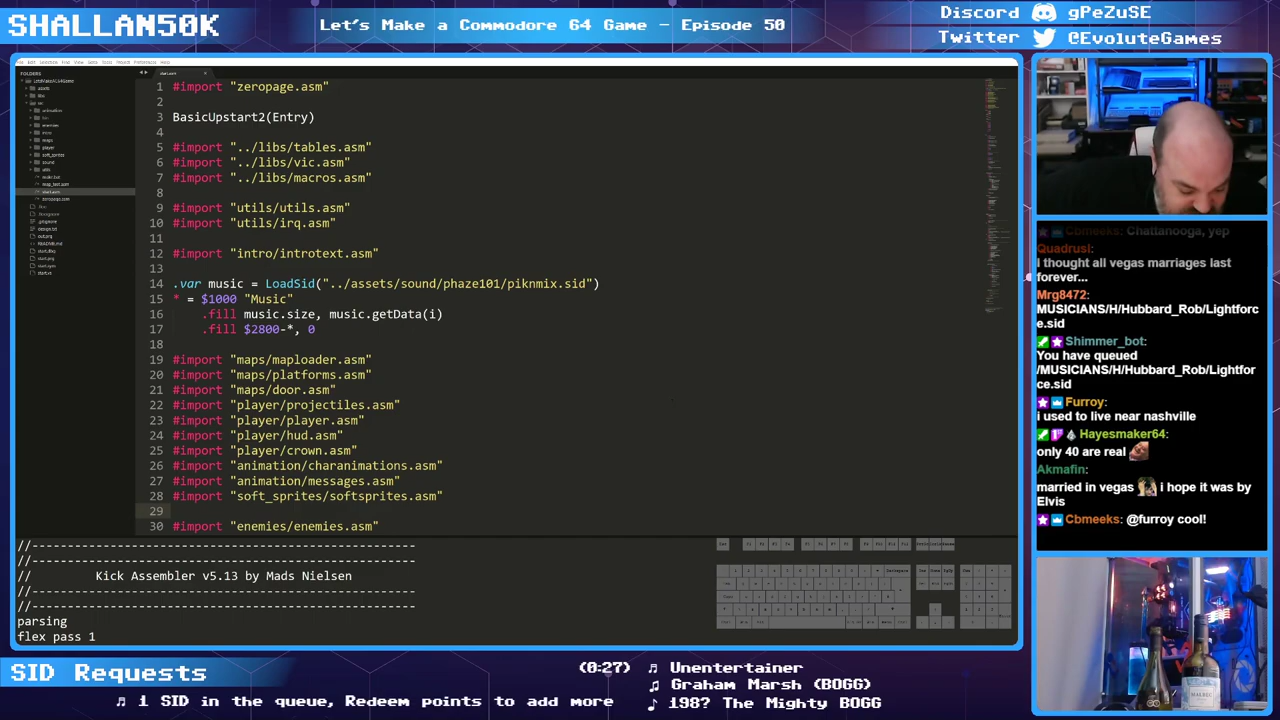 SHALLAN50K
Let's Make a Commodore 64 Game - Episode 50
Discord gPeZuSE
Twitter @EvoluteGames
FOLDERS
1 #import "zeropage.asm"
2
3 BasicUpstart2(Entry)
4
5 #import "../libs/tables.asm"
6 #import "../libs/vic.asm"
7 #import "../libs/macros.asm"
8
9 #import "utils/utils.asm"
10 #import "utils/irq.asm"
11
12 #import "intro/introtext.asm"
13
14 .var music = LoadSid("../assets/sound/phaze101/piknmix.sid")
15 * = $1000 "Music"
16 .fill music.size, music.getData(i)
17 .fill $2800-*, 0
18
19 #import "maps/maploader.asm"
20 #import "maps/platforms.asm"
21 #import "maps/door.asm"
22 #import "player/projectiles.asm"
23 #import "player/player.asm"
24 #import "player/hud.asm"
25 #import "player/crown.asm"
26 #import "animation/charanimations.asm"
27 #import "animation/messages.asm"
28 #import "soft_sprites/softsprites.asm"
29
30 #import "enemies/enemies.asm"
//------------------------------------------------------
//------------------------------------------------------
// Kick Assembler v5.13 by Mads Nielsen
//------------------------------------------------------
//------------------------------------------------------
parsing
flex pass 1
Cbmeeks: Chattanooga, yep
Quadrusl:
i thought all vegas marriages last
forever...
Mrg8472:
MUSICIANS/H/Hubbard_Rob/Lightforc
e.sid
Shimmer_bot:
You have queued
/MUSICIANS/H/Hubbard_Rob/Lightfor
ce.sid
Furroy:
i used to live near nashville
Hayesmaker64:
only 40 are real
Akmafin:
married in vegas i hope it was by
Elvis
Cbmeeks: @furroy cool!
SID Requests
1 SID in the queue, Redeem points to add more
(0:27) Unentertainer
Graham Marsh (BOGG)
198? The Mighty BOGG
MALBEC